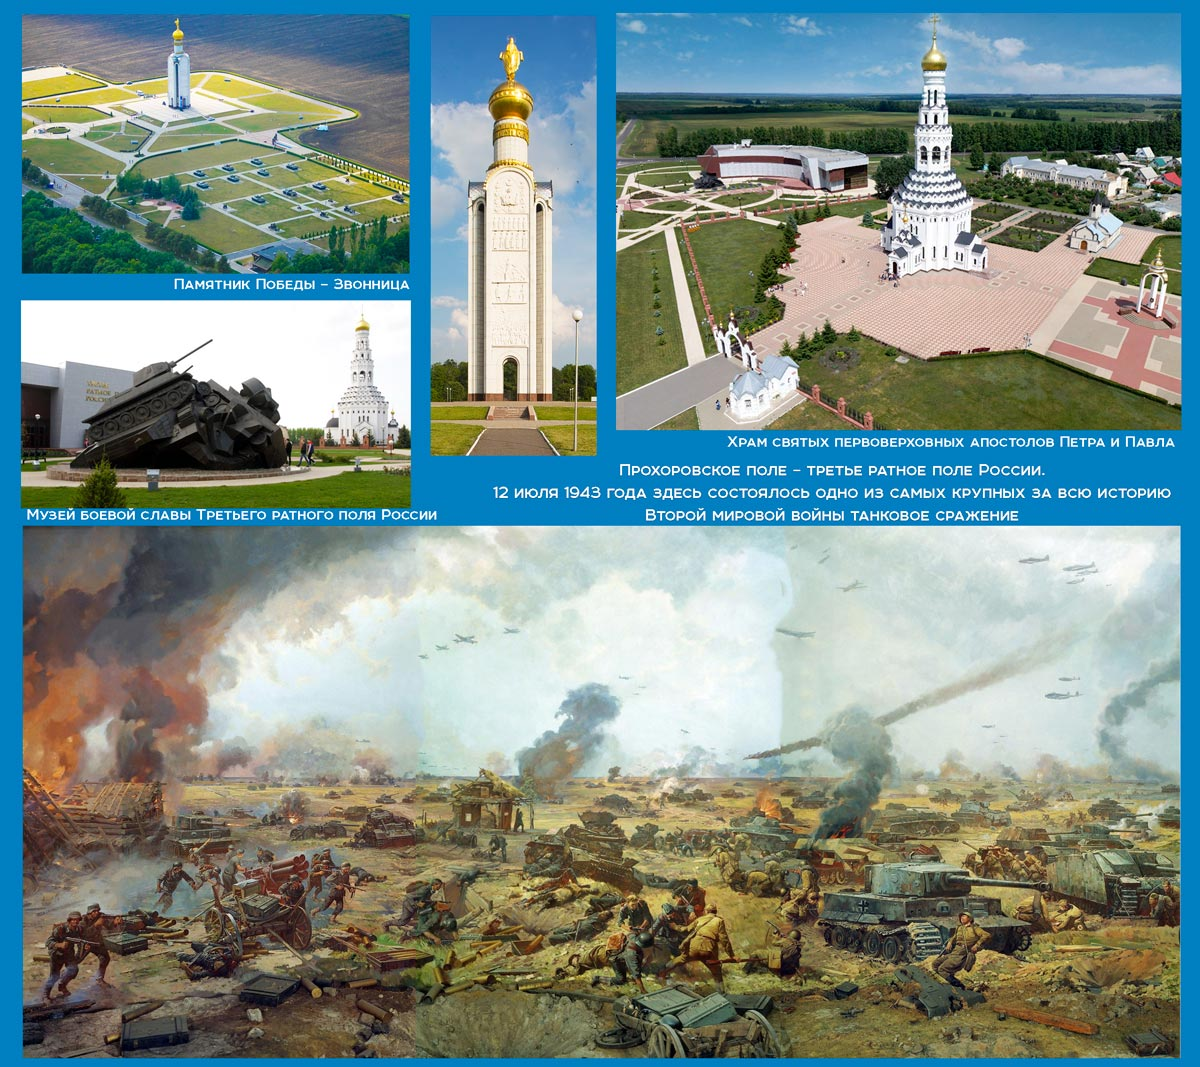 Памятник Победы – Звонница
Храм святых первоверховных апостолов Петра и Павла
Прохоровское поле – третье ратное поле России.
12 июля 1943 года здесь состоялось одно из самых крупных за всю историю
Второй мировой войны танковое сражение
Музей боевой славы Третьего ратного поля России